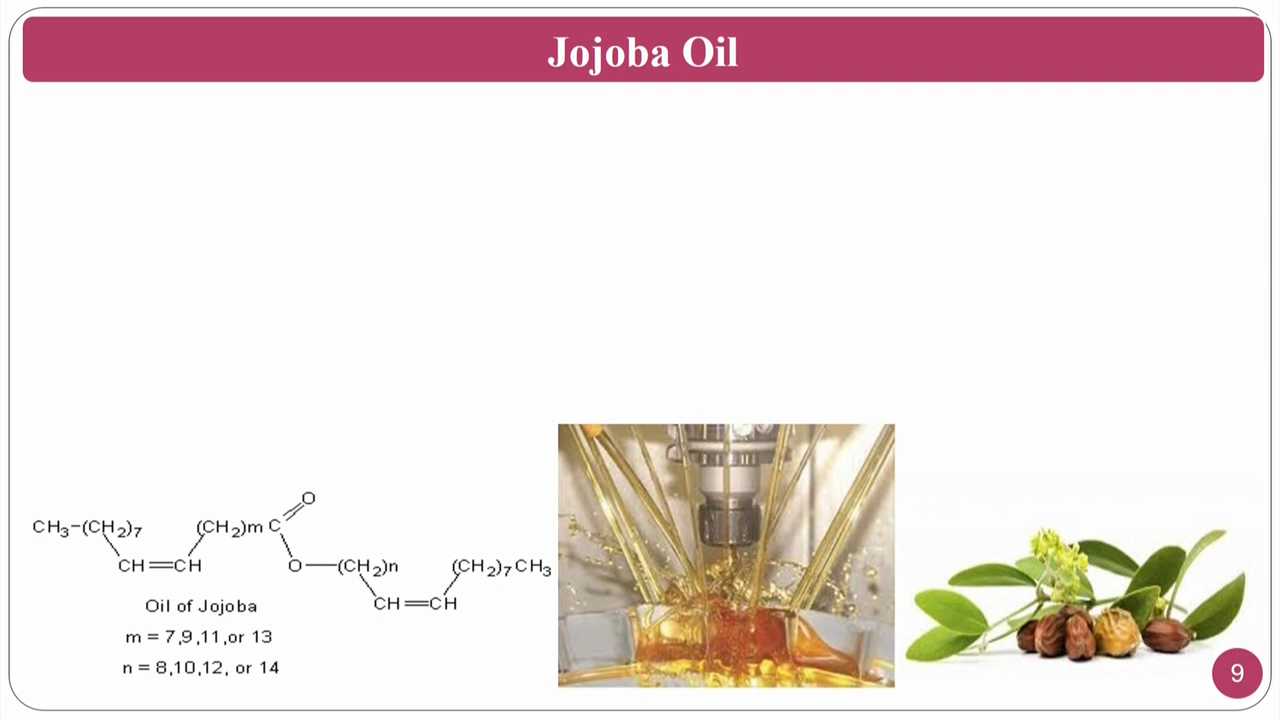 Jojoba Oil
O
CH3-(CH2)7 (CH2)m C
CH=CH O-(CH2)n (CH2)7CH3
CH=CH
Oil of Jojoba
m = 7,9,11,or 13
n = 8,10,12, or 14
9